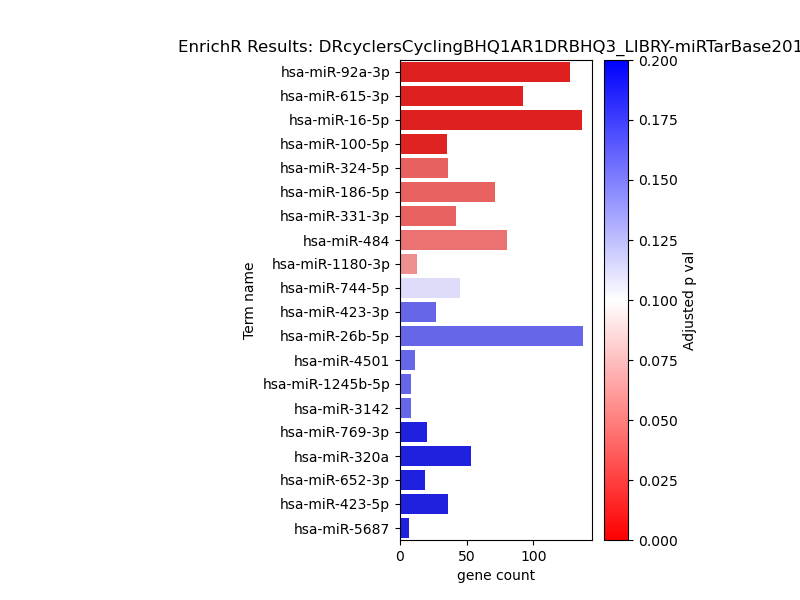 EnrichR Results: DRcyclersCyclingBHQ1AR1DRBHQ3_LIBRY-miRTarBase201
hsa-miR-92a-3p
hsa-miR-615-3p
hsa-miR-16-5p
hsa-miR-100-5p
hsa-miR-324-5p
hsa-miR-186-5p
hsa-miR-331-3p
hsa-miR-484
hsa-miR-1180-3p
hsa-miR-744-5p
hsa-miR-423-3p
hsa-miR-26b-5p
hsa-miR-4501
hsa-miR-1245b-5p
hsa-miR-3142
hsa-miR-769-3p
hsa-miR-320a
hsa-miR-652-3p
hsa-miR-423-5p
hsa-miR-5687
Term name
0 50 100
gene count
0.200
0.175
0.150
0.125
0.100
0.075
0.050
0.025
0.000
Adjusted p val